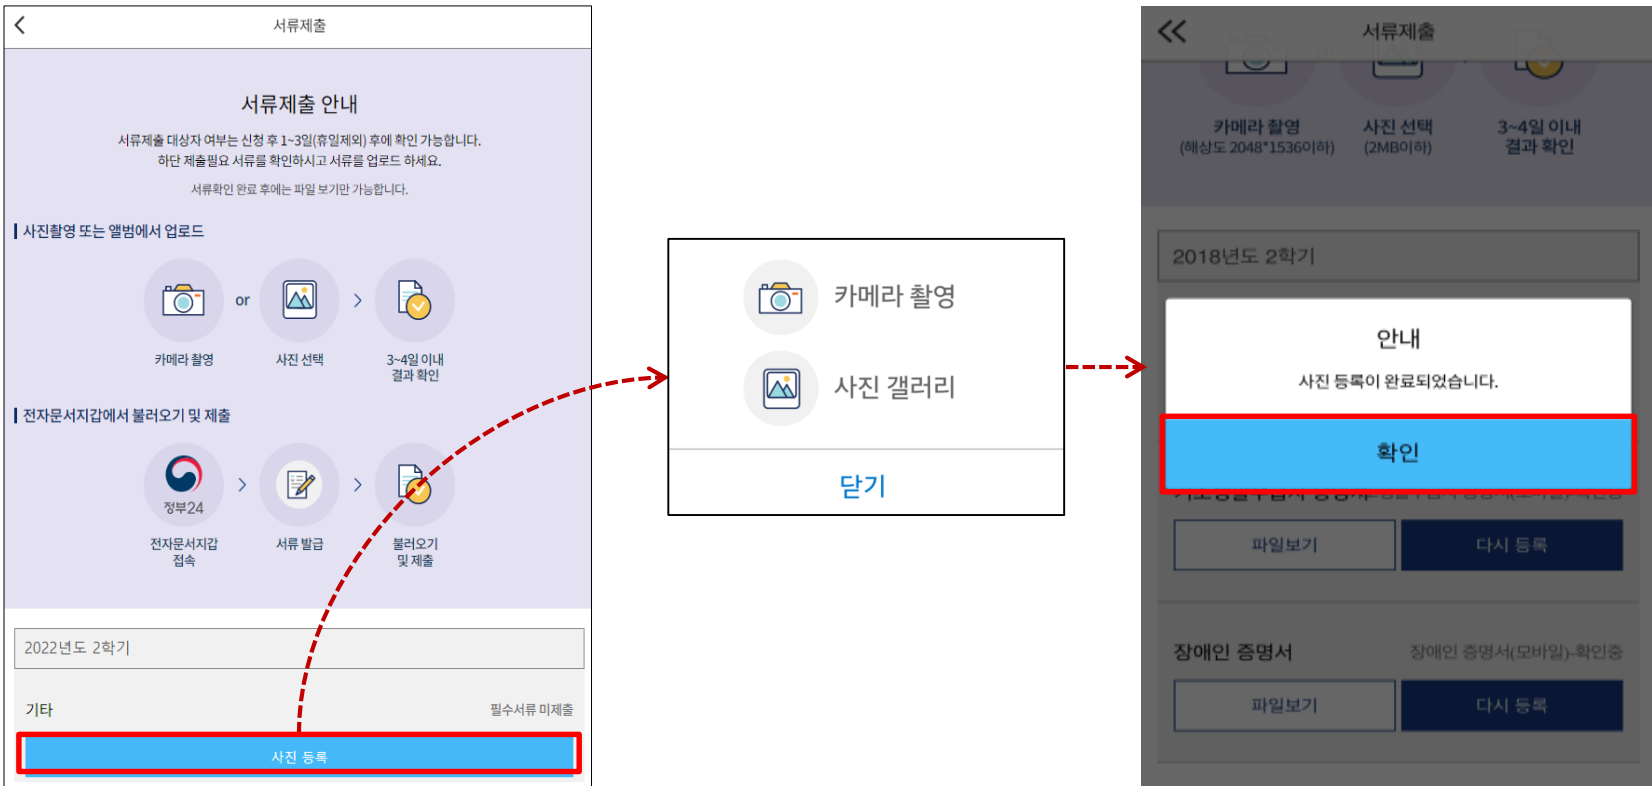 서류제출
서류제출 안내
서류제출 대상자 여부는 신청 후 1~3일(휴일제외) 후에 확인 가능합니다.
하단 제출필요 서류를 확인하시고 서류를 업로드 하세요.
서류확인 완료 후에는 파일 보기만 가능합니다.
사진촬영 또는 앨범에서 업로드
or
카메라 촬영
사진 선택
3~4일 이내
결과 확인
전자문서지갑에서 불러오기 및 제출
정부24
전자문서지갑
접속
서류 발급
불러오기
및 제출
2022년도 2학기
기타
필수서류 미제출
사진 등록
카메라 촬영
사진 갤러리
닫기
서류제출
카메라 촬영
(해상도 2048*1536이하)
사진 선택
(2MB이하)
3~4일 이내
결과 확인
2018년도 2학기
안내
사진 등록이 완료되었습니다.
확인
파일보기
다시 등록
장애인 증명서
장애인 증명서(모바일)-확인중
파일보기
다시 등록